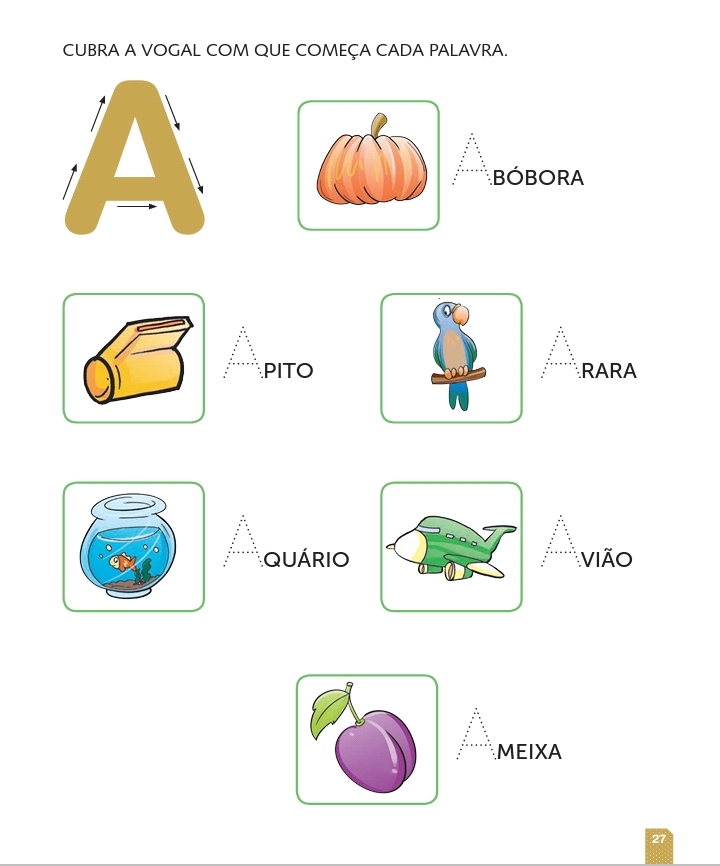 CUBRA A VOGAL COM QUE COMEÇA CADA PALAVRA.
A
ABÓBORA
APITO
ARARA
AQUÁRIO
AVIÃO
AMEIXA
27